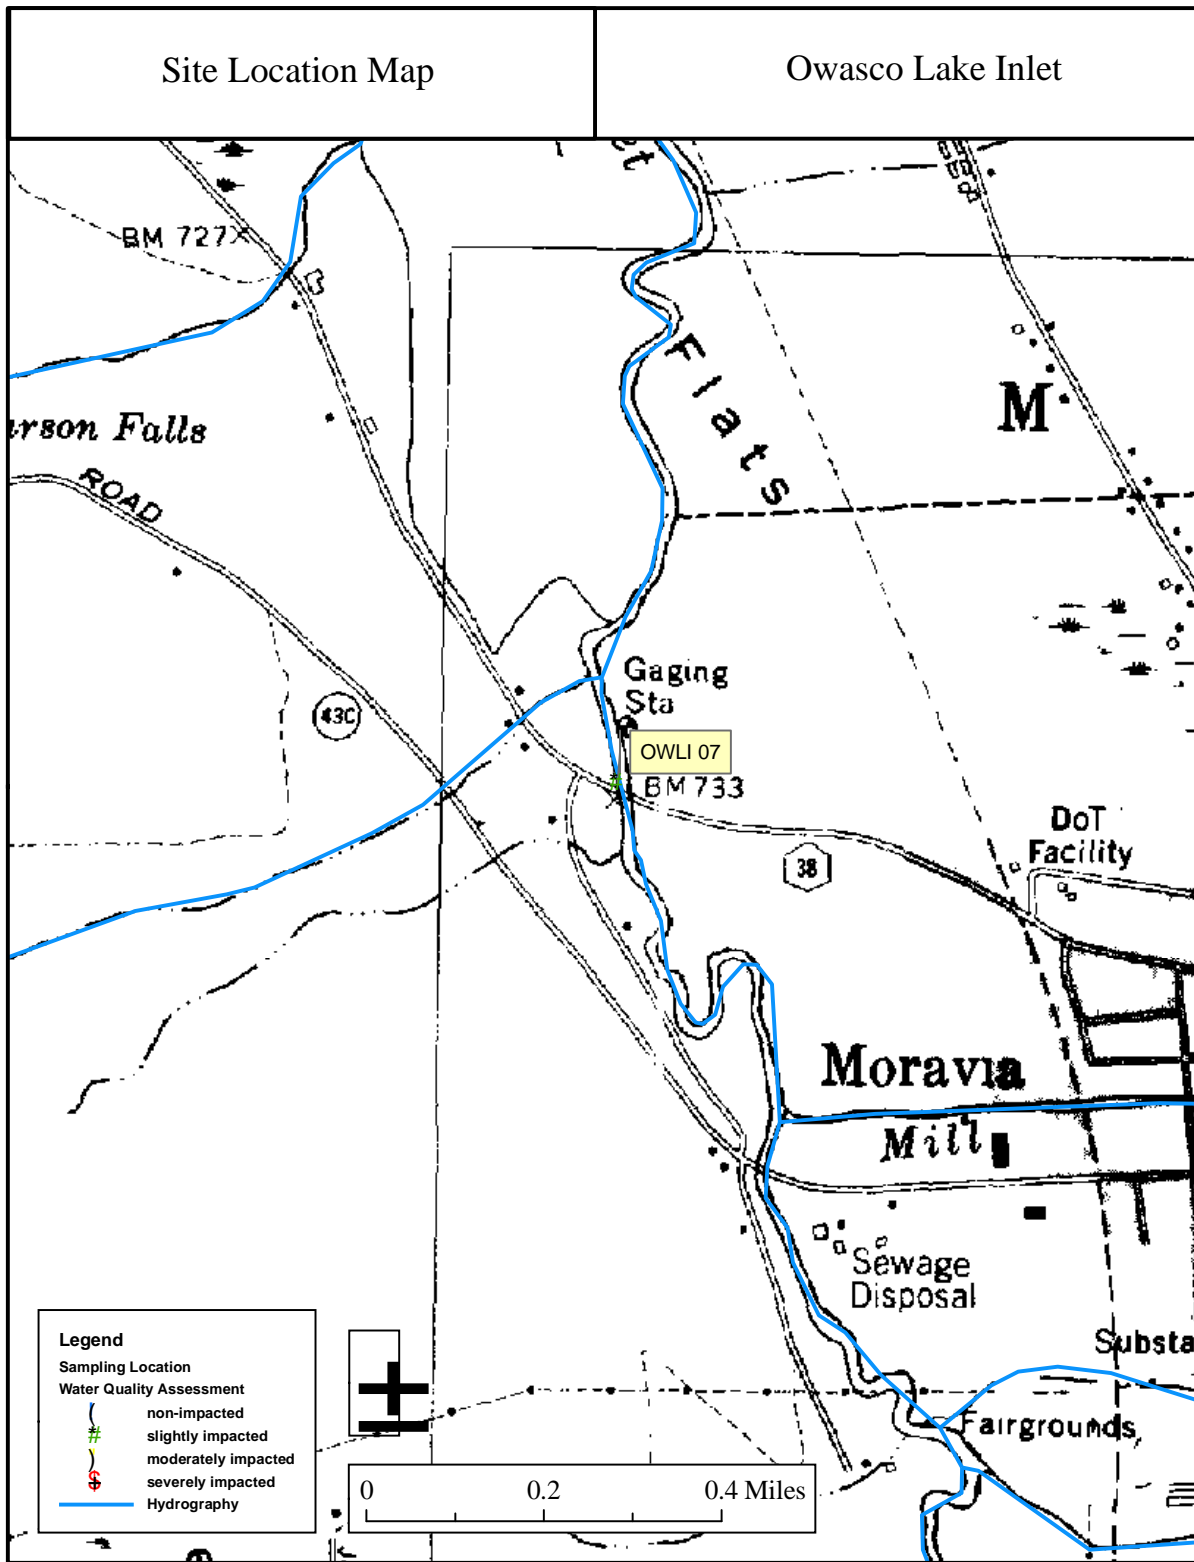 Site Location Map
Owasco Lake Inlet
BM 727
Flats
M
Falls
ROAD
43C
Gaging
Sta
OWLI 07
BM 733
38
DoT
Facility
Moravia
Mill
Sewage
Disposal
Substa
Fairgrounds
Legend
Sampling Location
Water Quality Assessment
non-impacted
slightly impacted
moderately impacted
severely impacted
Hydrography
0 0.2 0.4 Miles